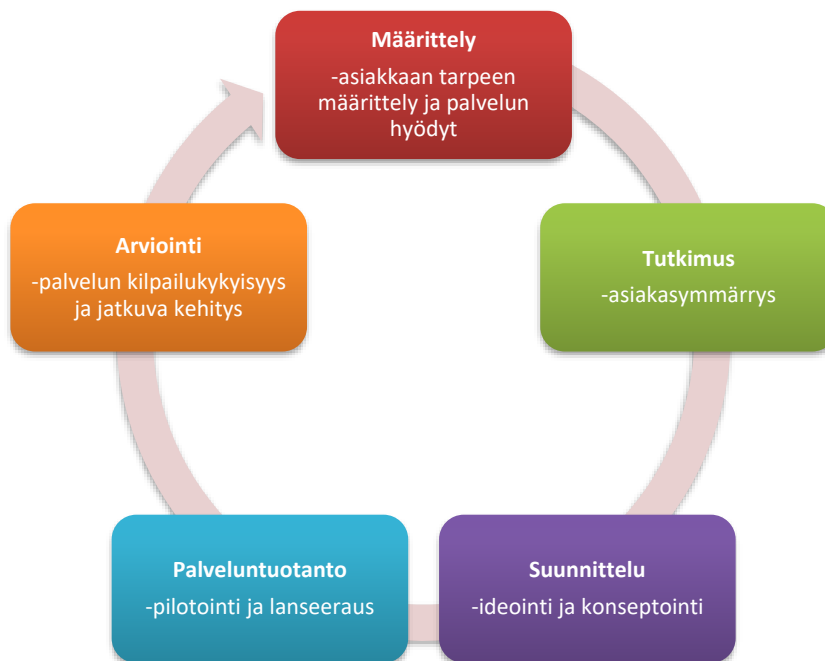 Määrittely
-asiakkaan tarpeen
määrittely ja palvelun
hyödyt
Tutkimus
-asiakasymmärrys
Suunnittelu
-ideointi ja konseptointi
Palveluntuotanto
-pilotointi ja lanseeraus
Arviointi
-palvelun kilpailukykyisyys
ja jatkuva kehitys